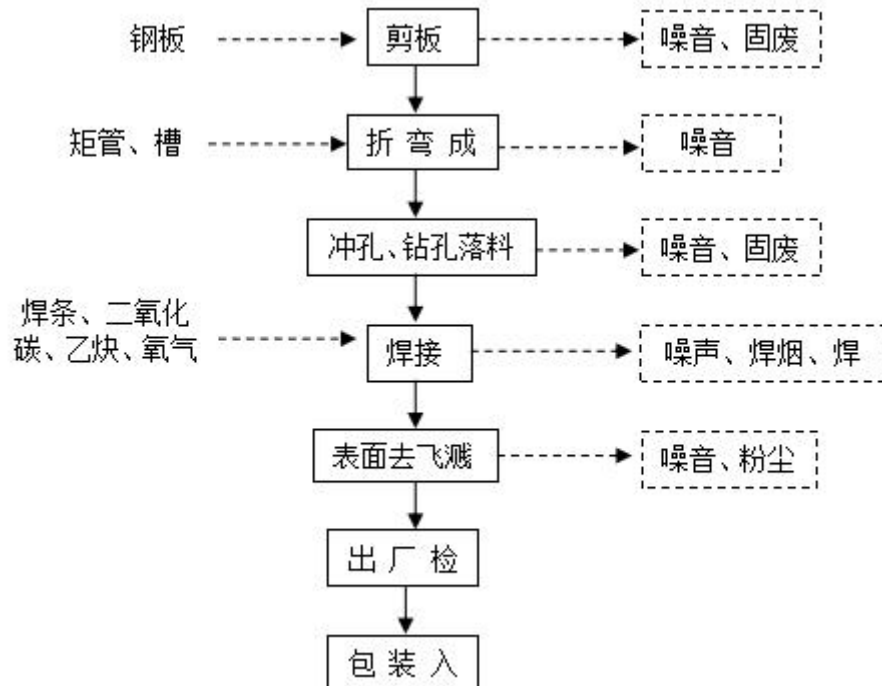 钢板 剪板 噪音、固废
矩管、槽 折弯成 噪音
冲孔、钻孔落料 噪音、固废
焊条、二氧化
碳、乙炔、氧气
焊接 噪声、焊烟、焊
表面去飞溅 噪音、粉尘
出厂检
包装入